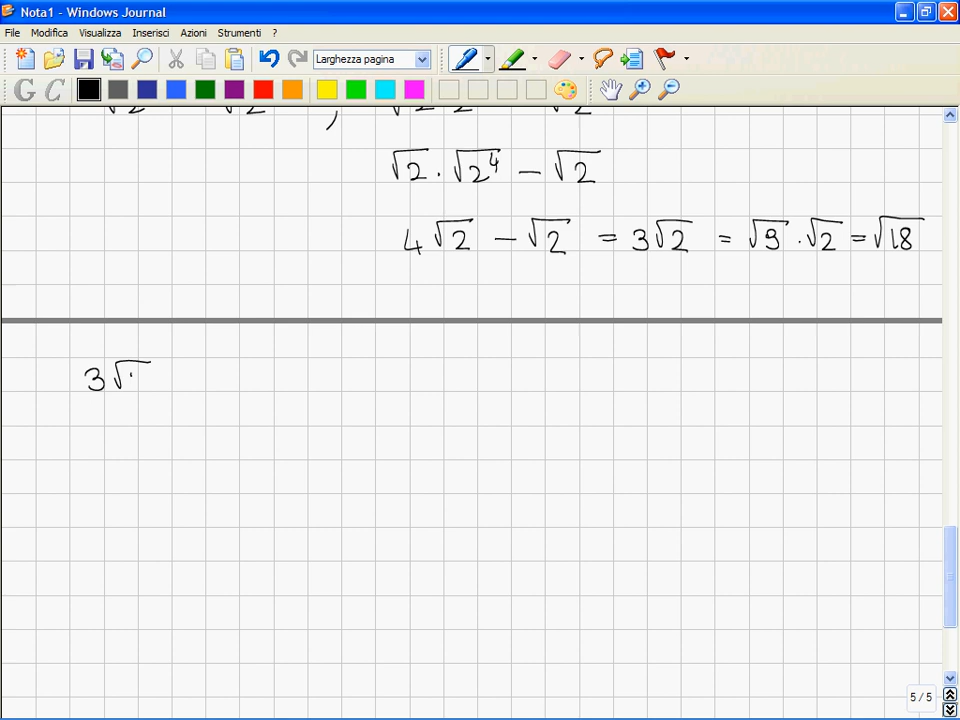 Nota1 - Windows Journal
File Modifica Visualizza Inserisci Azioni Strumenti ?
Larghezza pagina
G C
√2 · √2⁴ − √2
4√2 − √2 = 3√2 = √9 · √2 = √18
3√
5 / 5